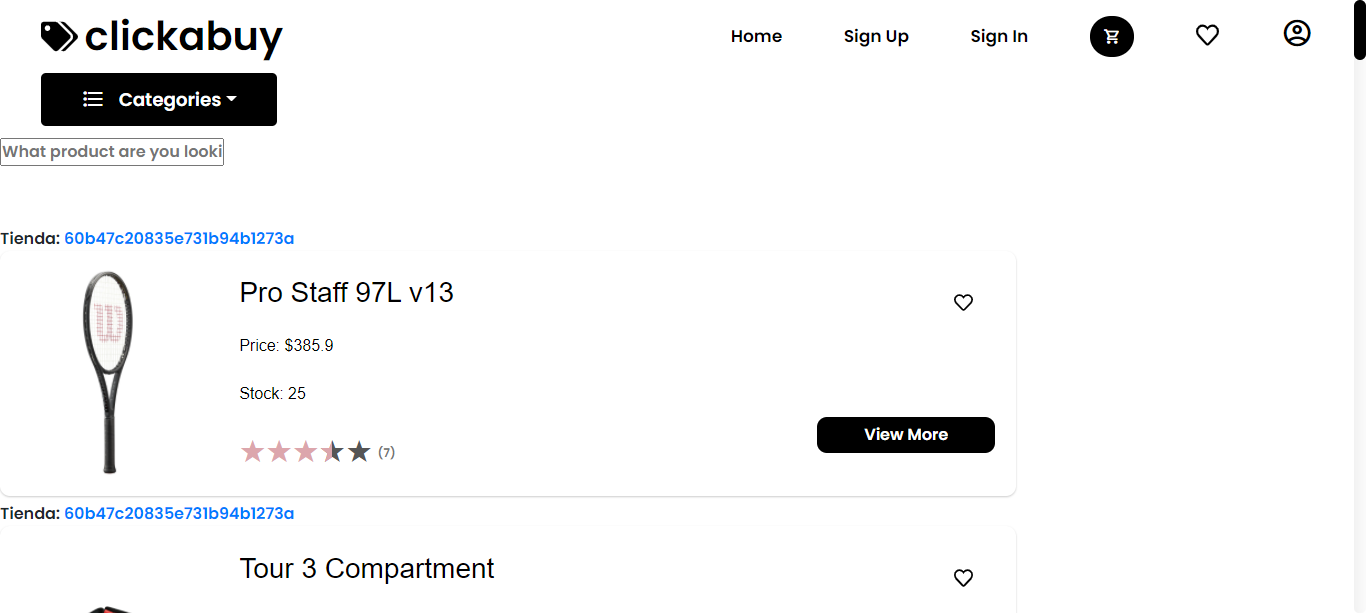 clickabuy
Home
Sign Up
Sign In
Categories
What product are you looki
Tienda: 60b47c20835e731b94b1273a
Pro Staff 97L v13
Price: $385.9
Stock: 25
(7)
View More
Tienda: 60b47c20835e731b94b1273a
Tour 3 Compartment